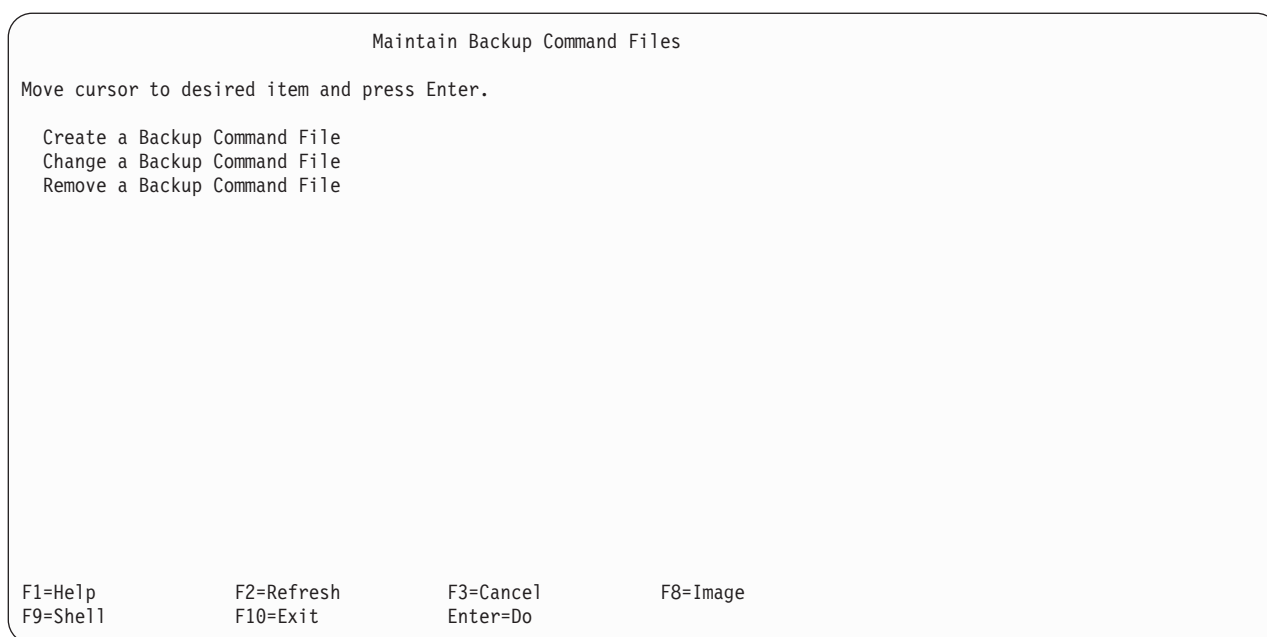 Maintain Backup Command Files
Move cursor to desired item and press Enter.
Create a Backup Command File
Change a Backup Command File
Remove a Backup Command File
F1=Help F2=Refresh F3=Cancel F8=Image
F9=Shell F10=Exit Enter=Do